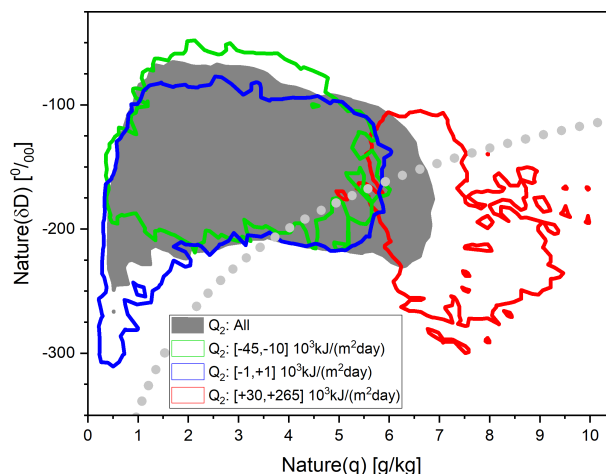 Nature(δD) [⁰/₀₀]
-100
-200
-300
Q₂: All
Q₂: [-45,-10] 10³kJ/(m²day)
Q₂: [-1,+1] 10³kJ/(m²day)
Q₂: [+30,+265] 10³kJ/(m²day)
0 1 2 3 4 5 6 7 8 9 10
Nature(q) [g/kg]